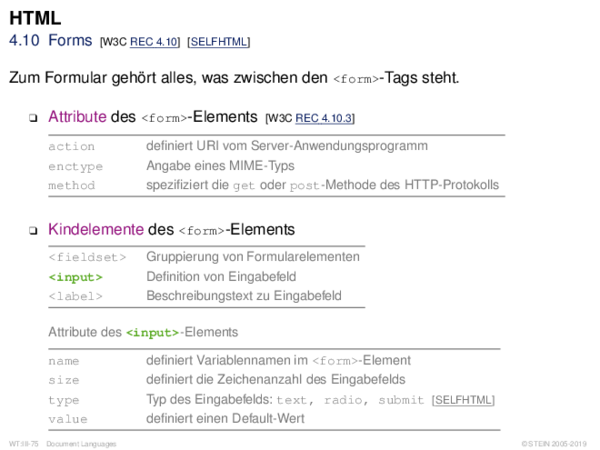 HTML
4.10 Forms [W3C REC 4.10] [SELFHTML]
Zum Formular gehört alles, was zwischen den <form>-Tags steht.
❑ Attribute des <form>-Elements [W3C REC 4.10.3]
action definiert URI vom Server-Anwendungsprogramm
enctype Angabe eines MIME-Typs
method spezifiziert die get oder post-Methode des HTTP-Protokolls
❑ Kindelemente des <form>-Elements
<fieldset> Gruppierung von Formularelementen
<input> Definition von Eingabefeld
<label> Beschreibungstext zu Eingabefeld
Attribute des <input>-Elements
name definiert Variablennamen im <form>-Element
size definiert die Zeichenanzahl des Eingabefelds
type Typ des Eingabefelds: text, radio, submit [SELFHTML]
value definiert einen Default-Wert
WT:II-75 Document Languages © STEIN 2005-2019